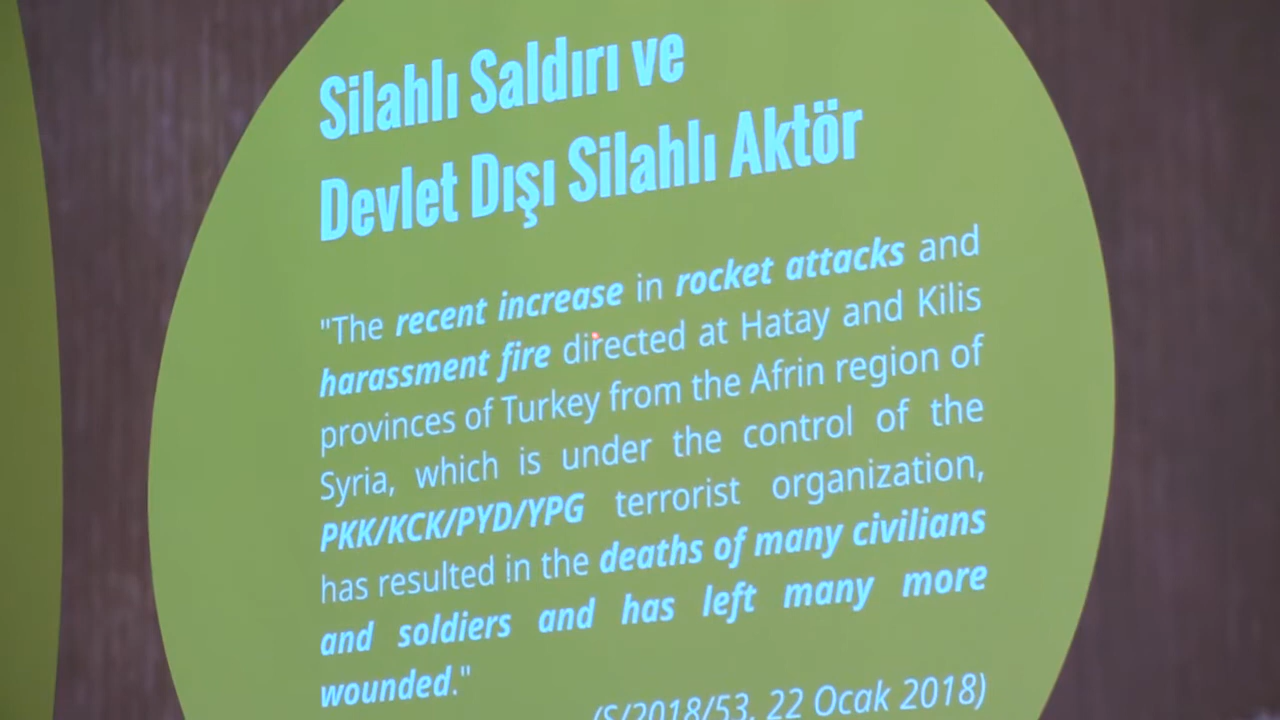 Silahlı Saldırı ve
Devlet Dışı Silahlı Aktör
"The recent increase in rocket attacks and
harassment fire directed at Hatay and Kilis
provinces of Turkey from the Afrin region of
Syria, which is under the control of the
PKK/KCK/PYD/YPG terrorist organization,
has resulted in the deaths of many civilians
and soldiers and has left many more
wounded."
(S/2018/53, 22 Ocak 2018)